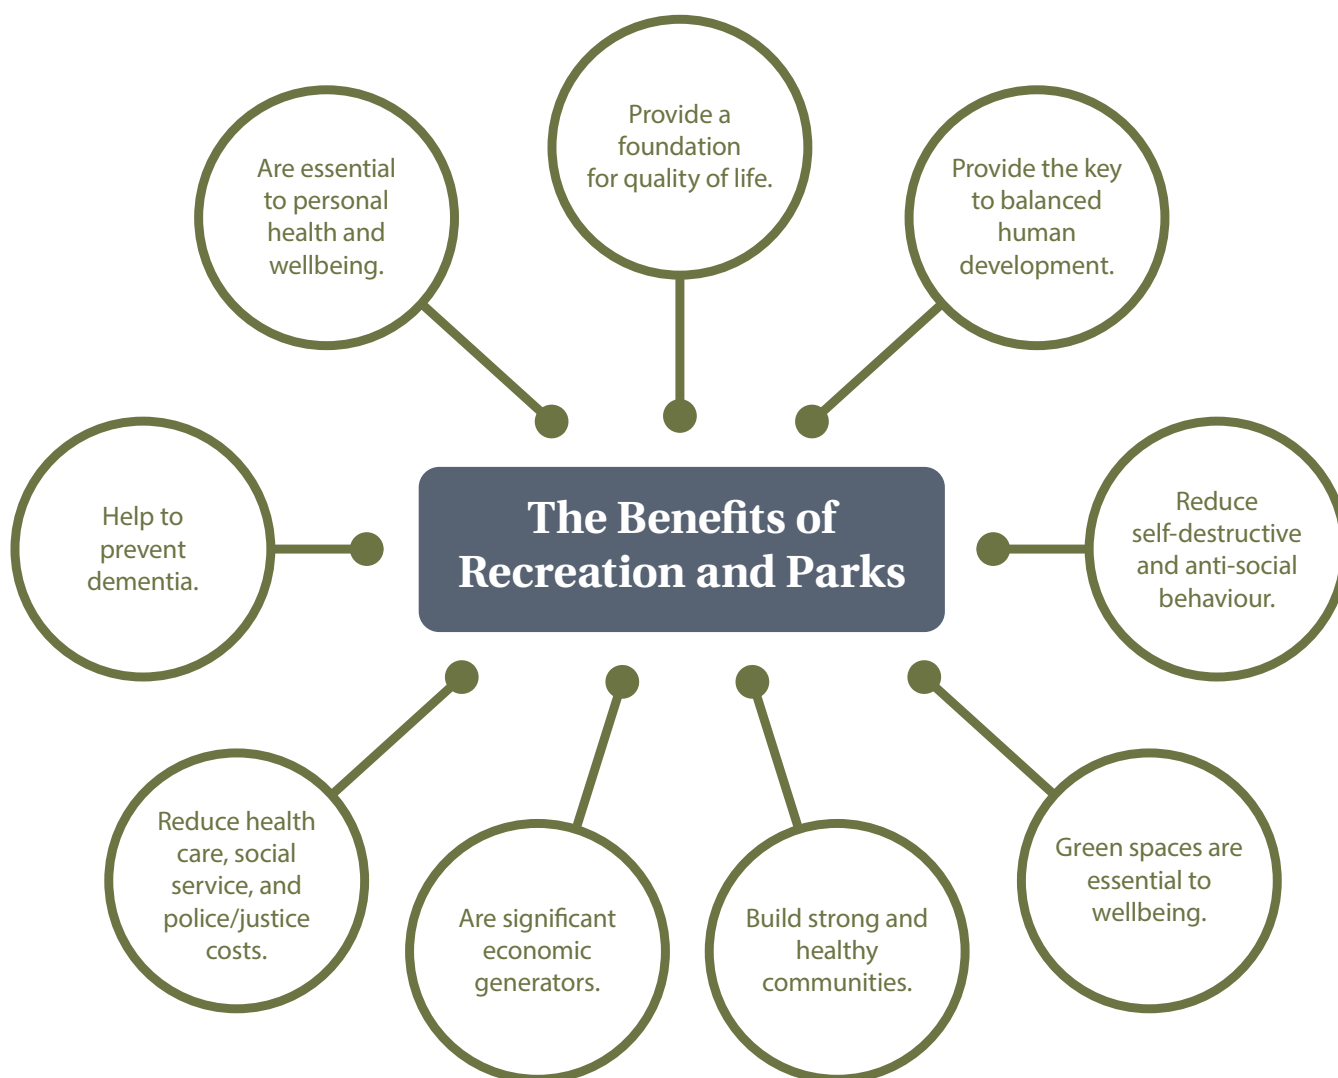 Provide a
foundation
for quality of life.
Are essential
to personal
health and
wellbeing.
Provide the key
to balanced
human
development.
The Benefits of
Recreation and Parks
Help to
prevent
dementia.
Reduce
self-destructive
and anti-social
behaviour.
Reduce health
care, social
service, and
police/justice
costs.
Are significant
economic
generators.
Build strong and
healthy
communities.
Green spaces are
essential to
wellbeing.